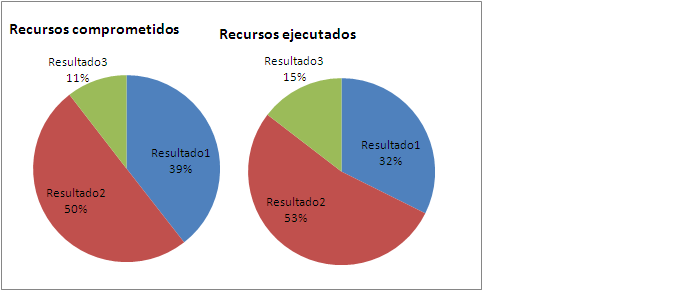 Recursos comprometidos
Resultado3
11%
Resultado1
39%
Resultado2
50%
Recursos ejecutados
Resultado3
15%
Resultado1
32%
Resultado2
53%